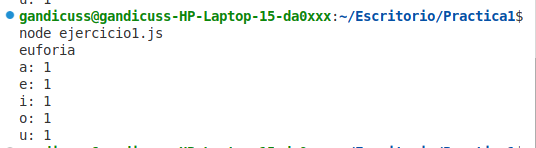 gandicuss@gandicuss-HP-Laptop-15-da0xxx:~/Escritorio/Practica1$
node ejercicio1.js
euforia
a: 1
e: 1
i: 1
o: 1
u: 1